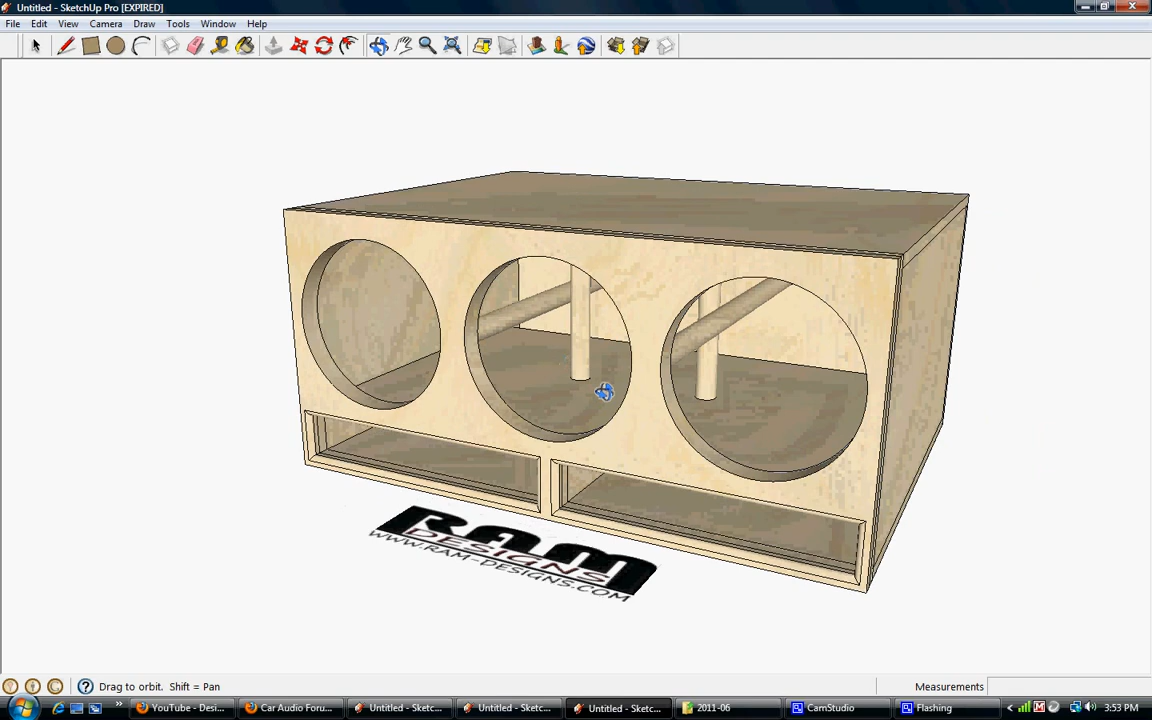 Untitled - SketchUp Pro [EXPIRED]
File Edit View Camera Draw Tools Window Help
RAM
DESIGNS
WWW.RAM-DESIGNS.COM
Drag to orbit. Shift = Pan
Measurements
YouTube - Desi... Car Audio Foru... Untitled - Sketc... Untitled - Sketc... Untitled - Sketc... 2011-06 CamStudio Flashing 3:53 PM